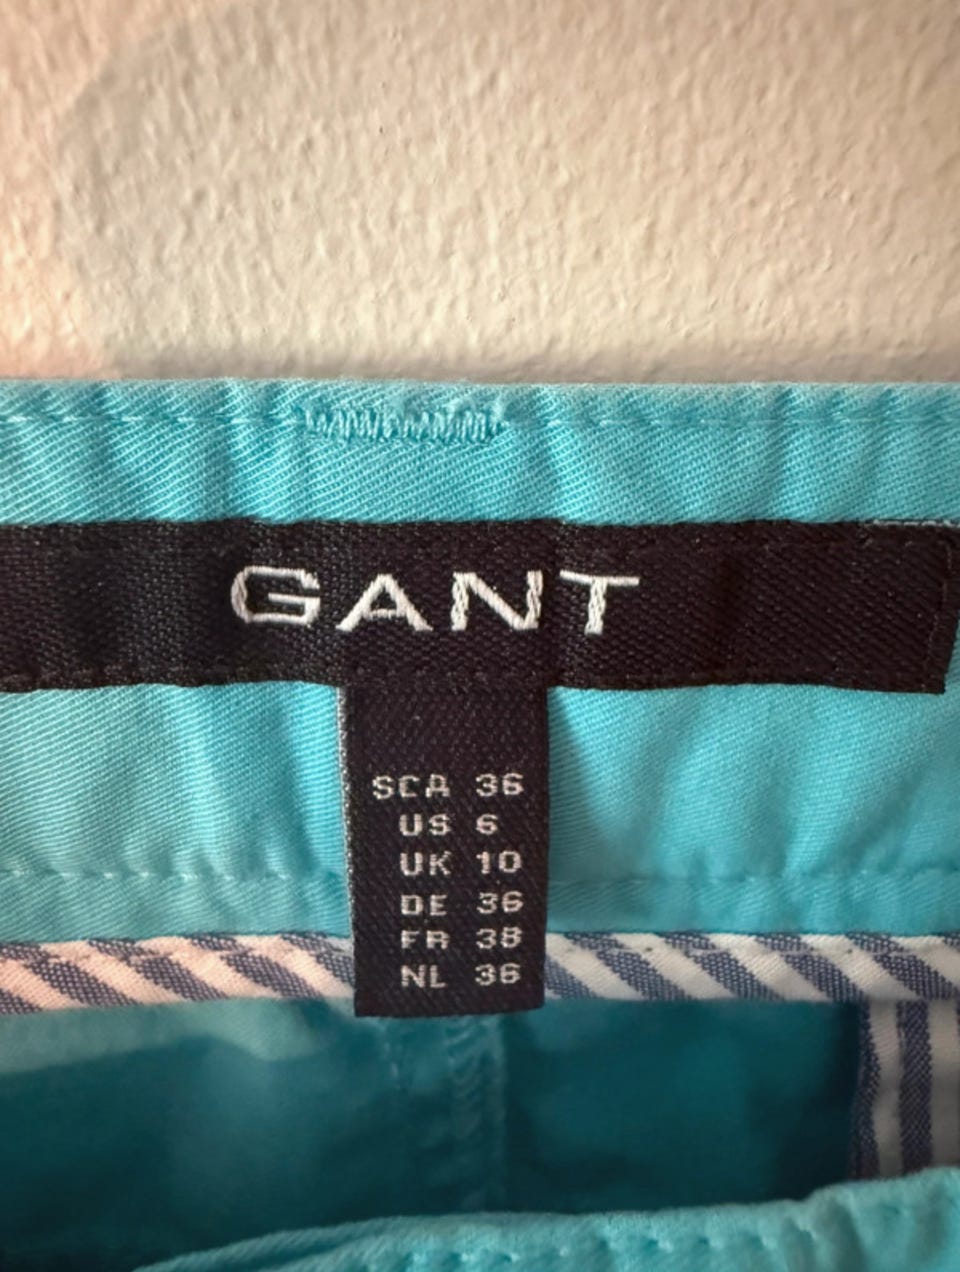 GANT
SCA 36
US 6
UK 10
DE 36
FR 38
NL 36